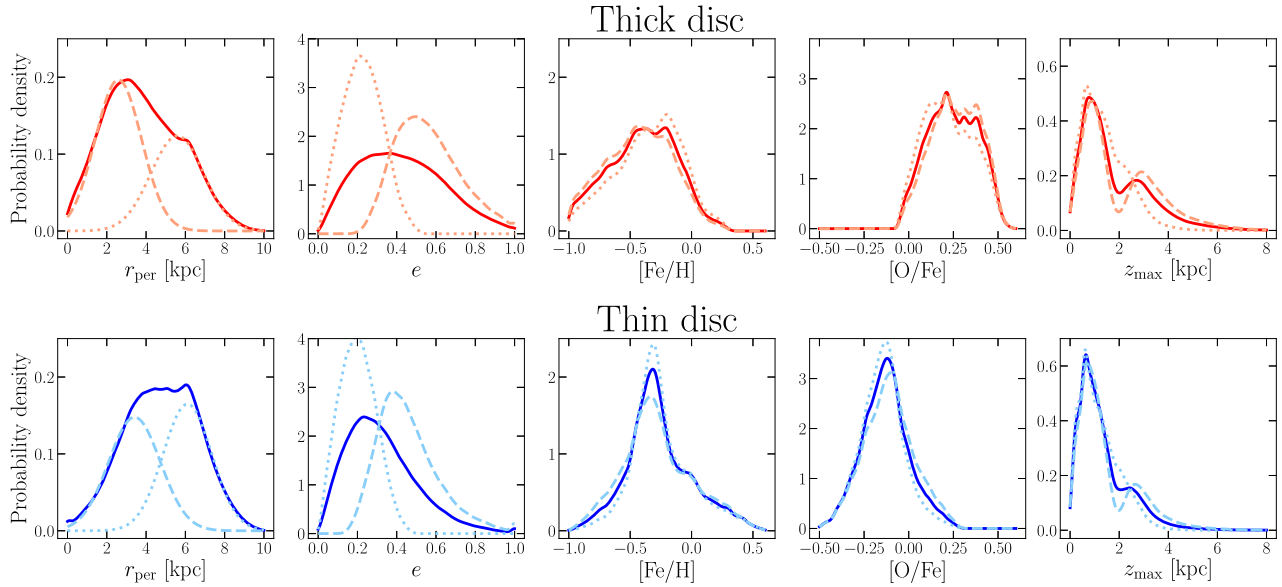 Thick disc
Probability density
0.0
0.1
0.2
0 2 4 6 8 10
r_per [kpc]
0
1
2
3
4
0.0 0.2 0.4 0.6 0.8 1.0
e
0
1
2
−1.0 −0.5 0.0 0.5
[Fe/H]
0
1
2
3
−0.50 −0.25 0.00 0.25 0.50
[O/Fe]
0.0
0.2
0.4
0.6
0 2 4 6 8
z_max [kpc]
Thin disc
Probability density
0.0
0.1
0.2
0 2 4 6 8 10
r_per [kpc]
0
1
2
3
4
0.0 0.2 0.4 0.6 0.8 1.0
e
0
1
2
−1.0 −0.5 0.0 0.5
[Fe/H]
0
1
2
3
−0.50 −0.25 0.00 0.25 0.50
[O/Fe]
0.0
0.2
0.4
0.6
0 2 4 6 8
z_max [kpc]